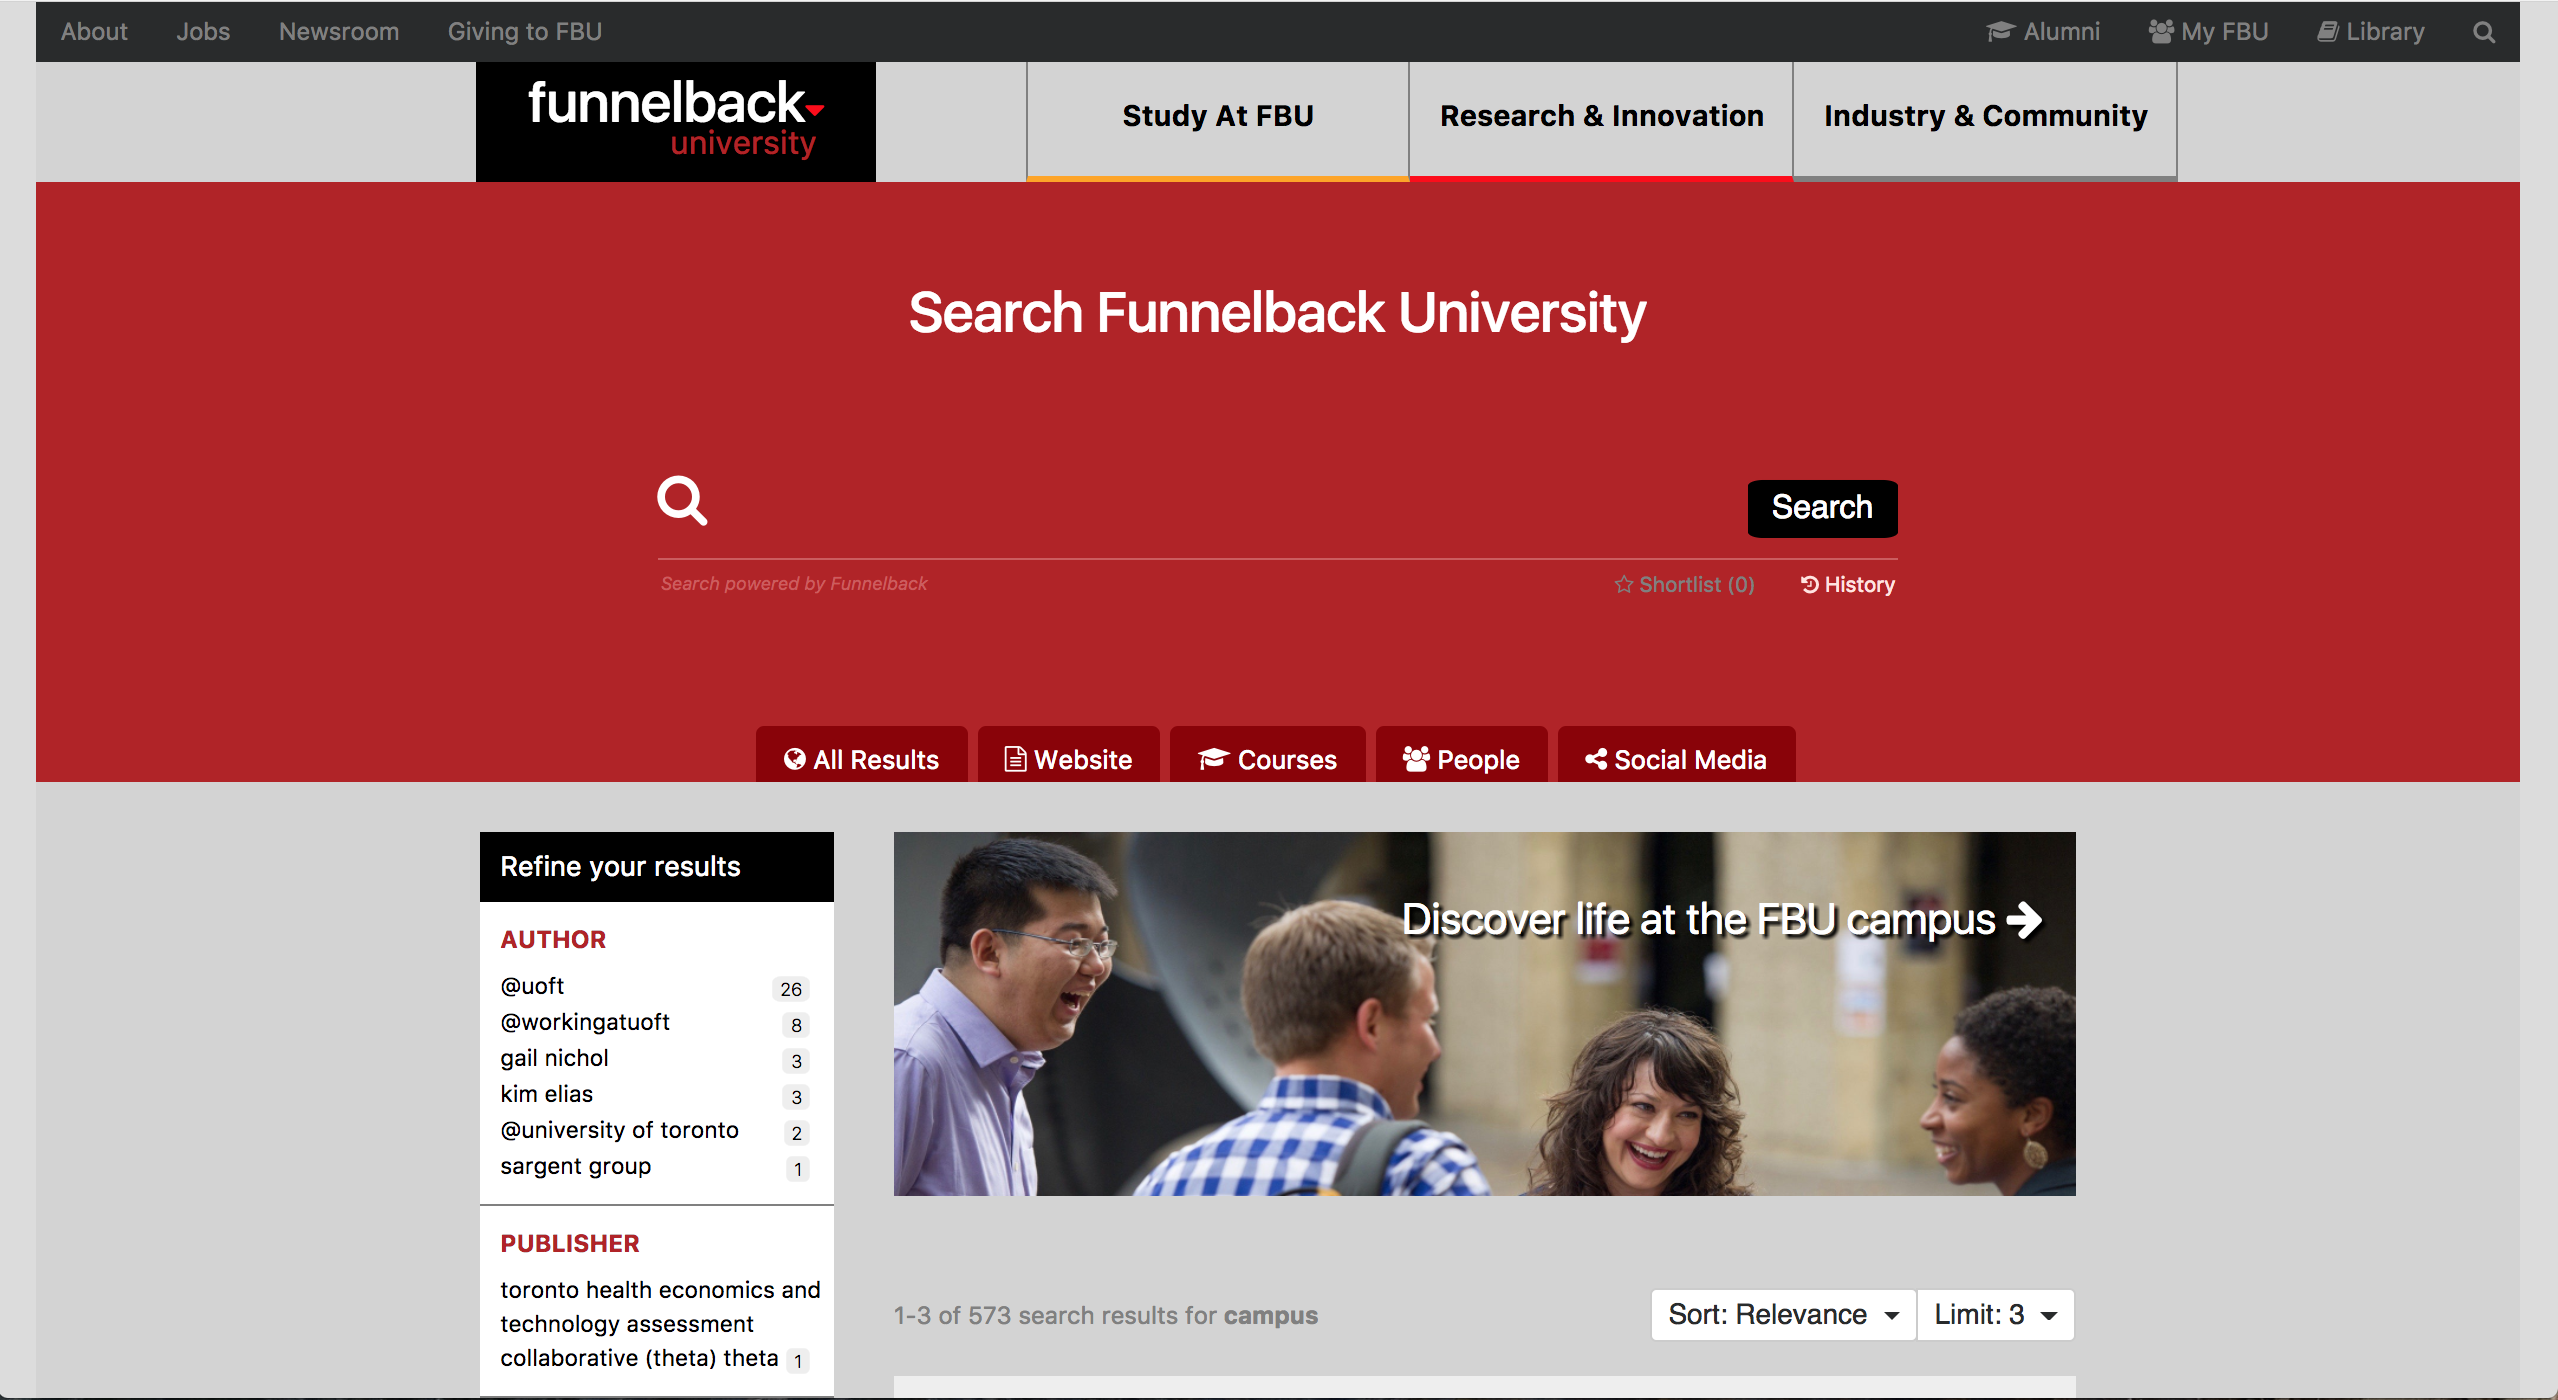 About Jobs Newsroom Giving to FBU Alumni My FBU Library
funnelback
university
Study At FBU Research & Innovation Industry & Community
Search Funnelback University
Search
Search powered by Funnelback Shortlist (0) History
All Results Website Courses People Social Media
Refine your results
AUTHOR
@uoft 26
@workingatuoft 8
gail nichol 3
kim elias 3
@university of toronto 2
sargent group 1
PUBLISHER
toronto health economics and
technology assessment
collaborative (theta) theta 1
Discover life at the FBU campus
1-3 of 573 search results for campus
Sort: Relevance Limit: 3